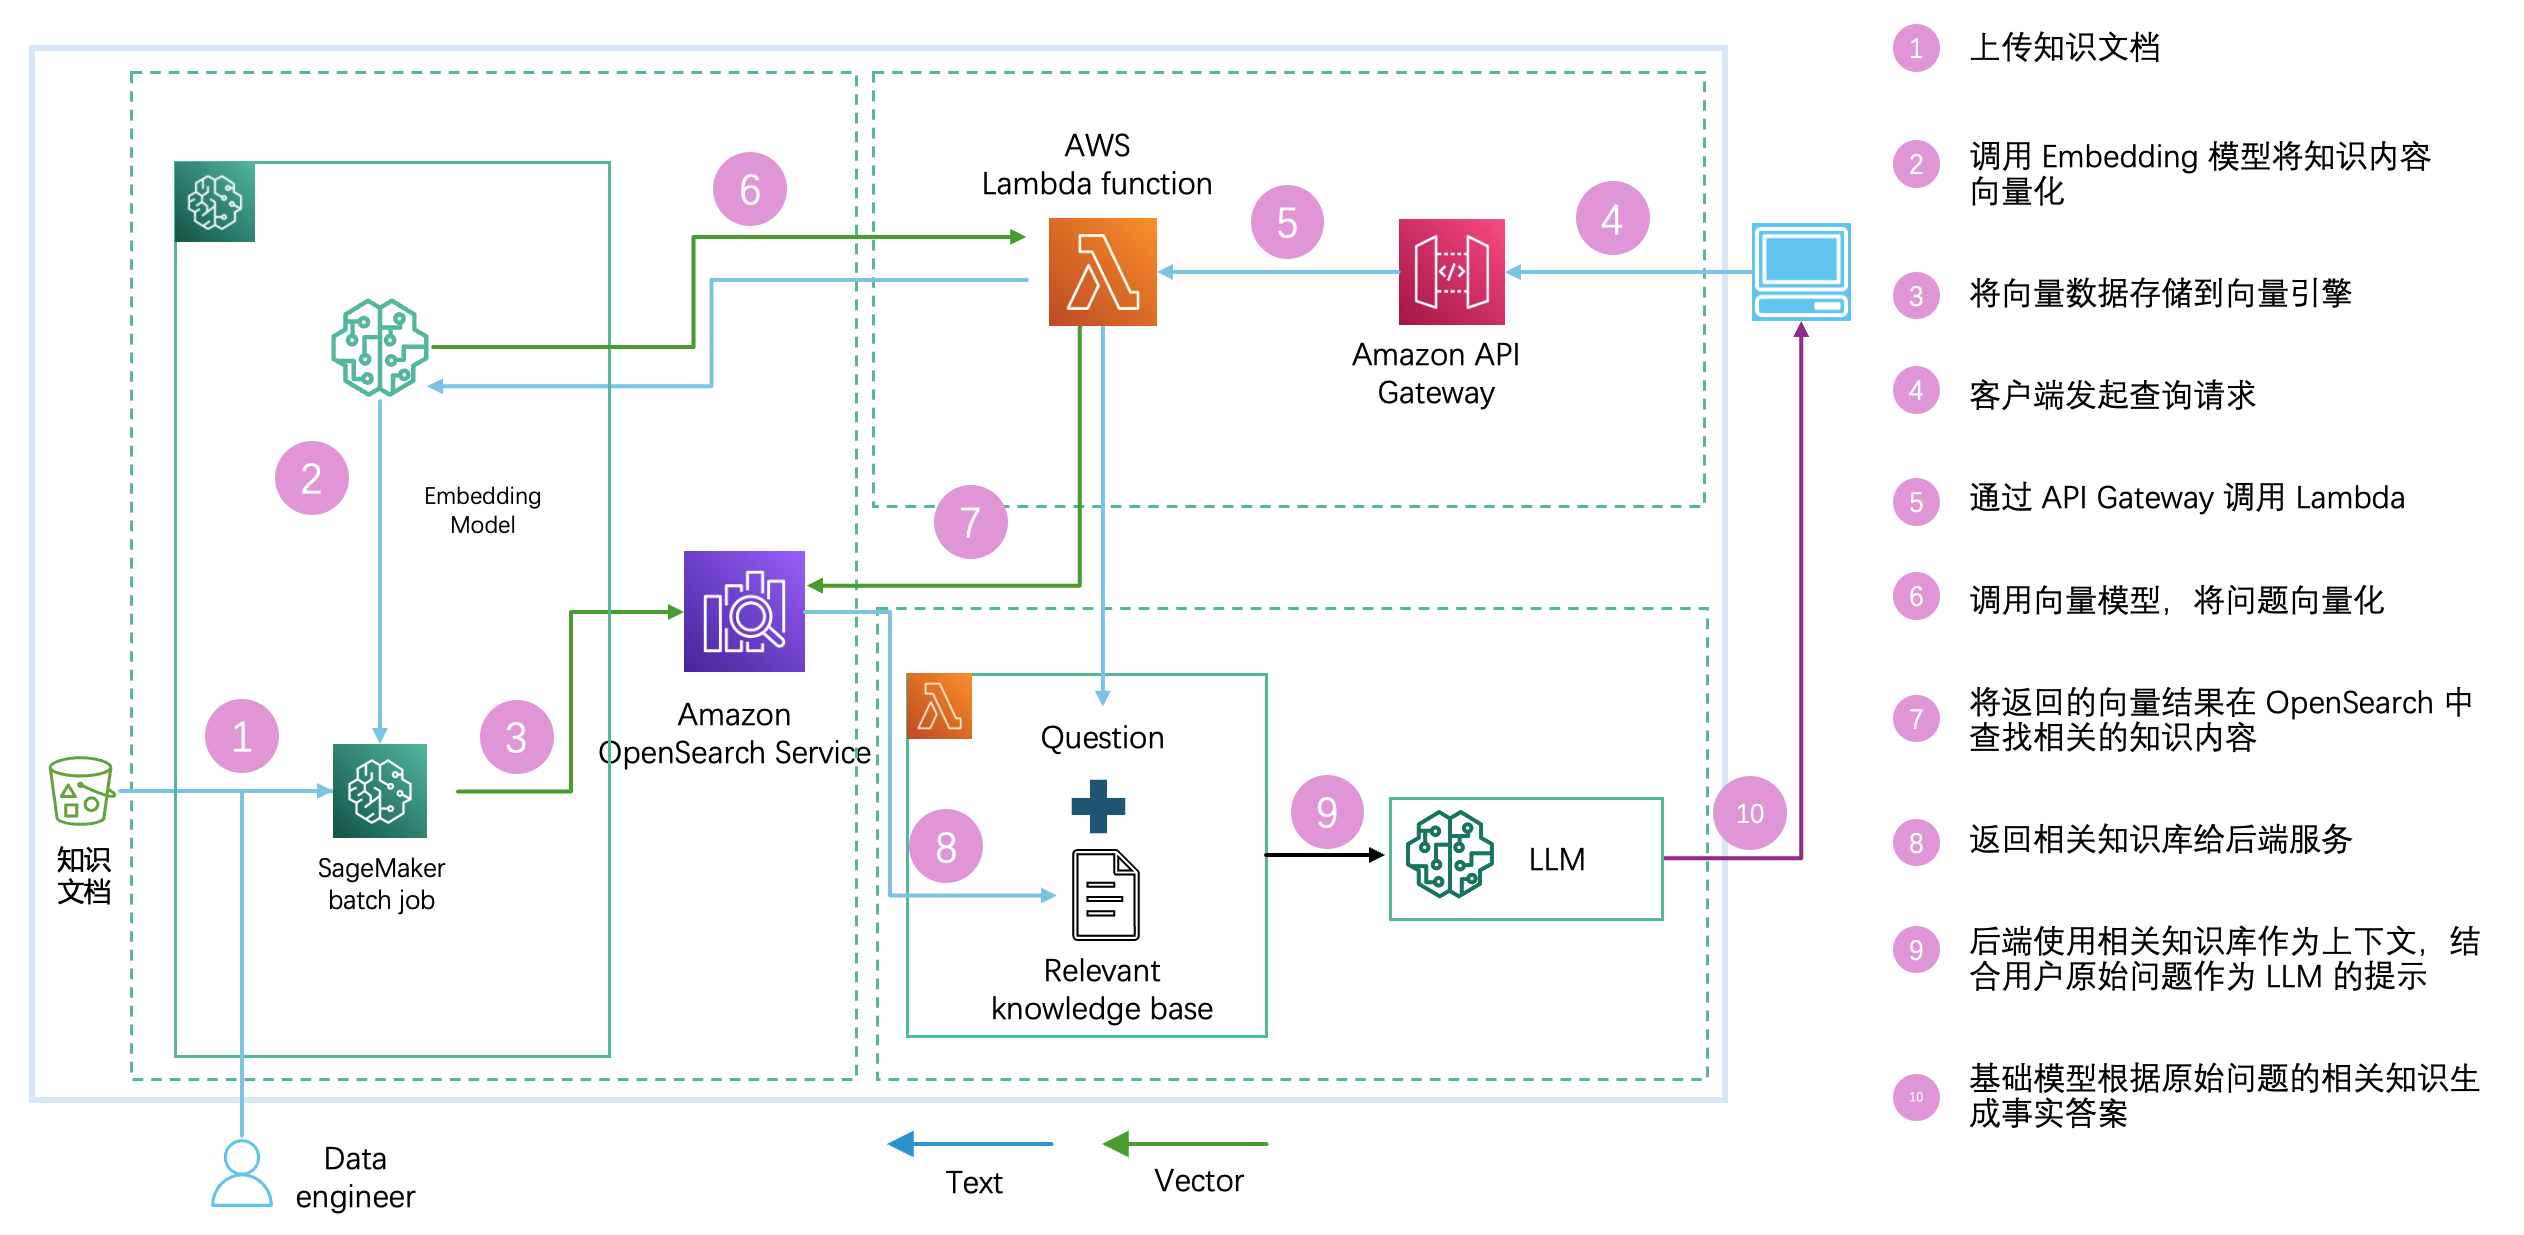 AWS
Lambda function
6
5
4
Amazon API
Gateway
2
Embedding
Model
7
1
3
Amazon
OpenSearch Service
知识
文档
SageMaker
batch job
Question
8
9
10
LLM
Relevant
knowledge base
Data
engineer
Text
Vector
1 上传知识文档
2 调用 Embedding 模型将知识内容
向量化
3 将向量数据存储到向量引擎
4 客户端发起查询请求
5 通过 API Gateway 调用 Lambda
6 调用向量模型，将问题向量化
7 将返回的向量结果在 OpenSearch 中
查找相关的知识内容
8 返回相关知识库给后端服务
9 后端使用相关知识库作为上下文，结
合用户原始问题作为 LLM 的提示
10 基础模型根据原始问题的相关知识生
成事实答案